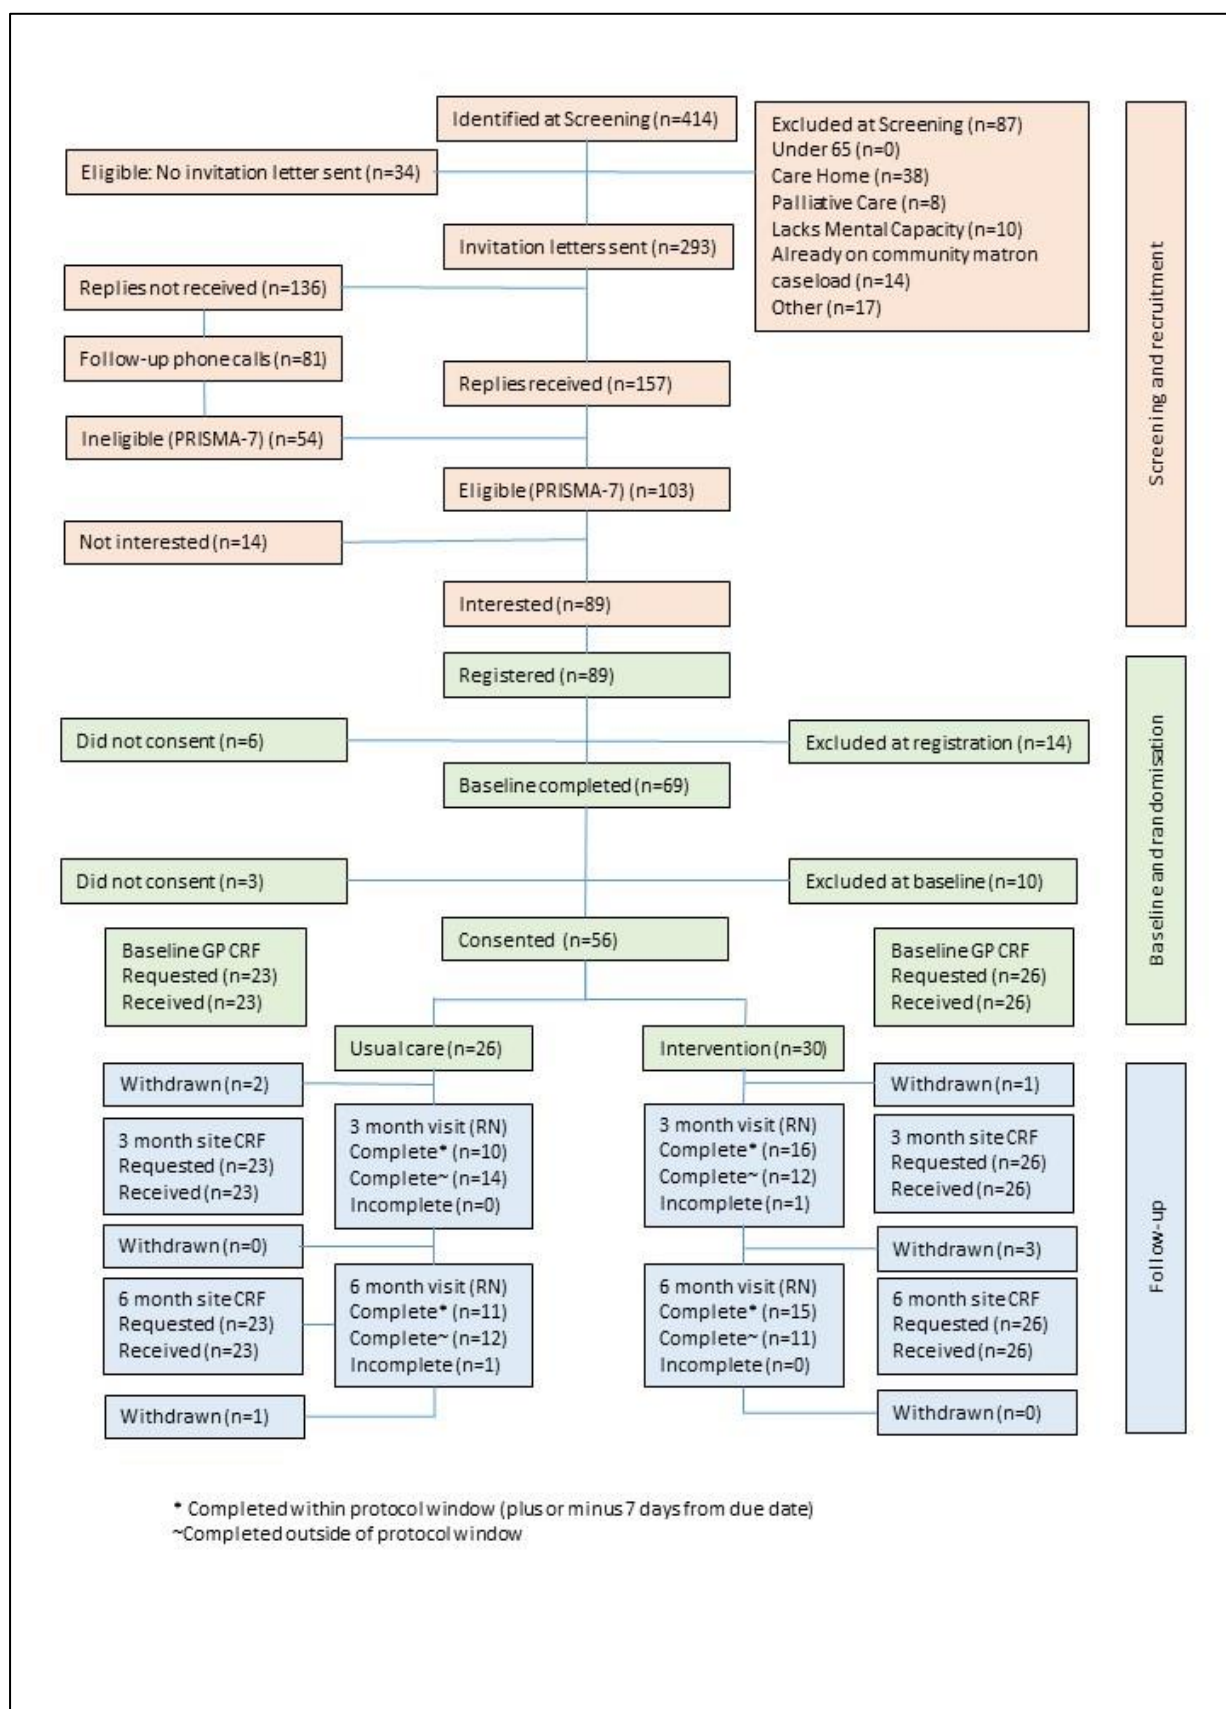 Identified at Screening (n=414)
Excluded at Screening (n=87)
Under 65 (n=0)
Care Home (n=38)
Palliative Care (n=8)
Lacks Mental Capacity (n=10)
Already on community matron
caseload (n=14)
Other (n=17)
Eligible: No invitation letter sent (n=34)
Invitation letters sent (n=293)
Replies not received (n=136)
Follow-up phone calls (n=81)
Replies received (n=157)
Ineligible (PRISMA-7) (n=54)
Eligible (PRISMA-7) (n=103)
Not interested (n=14)
Interested (n=89)
Screening and recruitment
Registered (n=89)
Did not consent (n=6)
Excluded at registration (n=14)
Baseline completed (n=69)
Did not consent (n=3)
Excluded at baseline (n=10)
Consented (n=56)
Baseline GP CRF
Requested (n=23)
Received (n=23)
Baseline GP CRF
Requested (n=26)
Received (n=26)
Usual care (n=26)
Intervention (n=30)
Baseline and randomisation
Withdrawn (n=2)
Withdrawn (n=1)
3 month site CRF
Requested (n=23)
Received (n=23)
3 month visit (RN)
Complete* (n=10)
Complete~ (n=14)
Incomplete (n=0)
3 month visit (RN)
Complete* (n=16)
Complete~ (n=12)
Incomplete (n=1)
3 month site CRF
Requested (n=26)
Received (n=26)
Withdrawn (n=0)
Withdrawn (n=3)
6 month site CRF
Requested (n=23)
Received (n=23)
6 month visit (RN)
Complete* (n=11)
Complete~ (n=12)
Incomplete (n=1)
6 month visit (RN)
Complete* (n=15)
Complete~ (n=11)
Incomplete (n=0)
6 month site CRF
Requested (n=26)
Received (n=26)
Withdrawn (n=1)
Withdrawn (n=0)
Follow-up
* Completed within protocol window (plus or minus 7 days from due date)
~Completed outside of protocol window